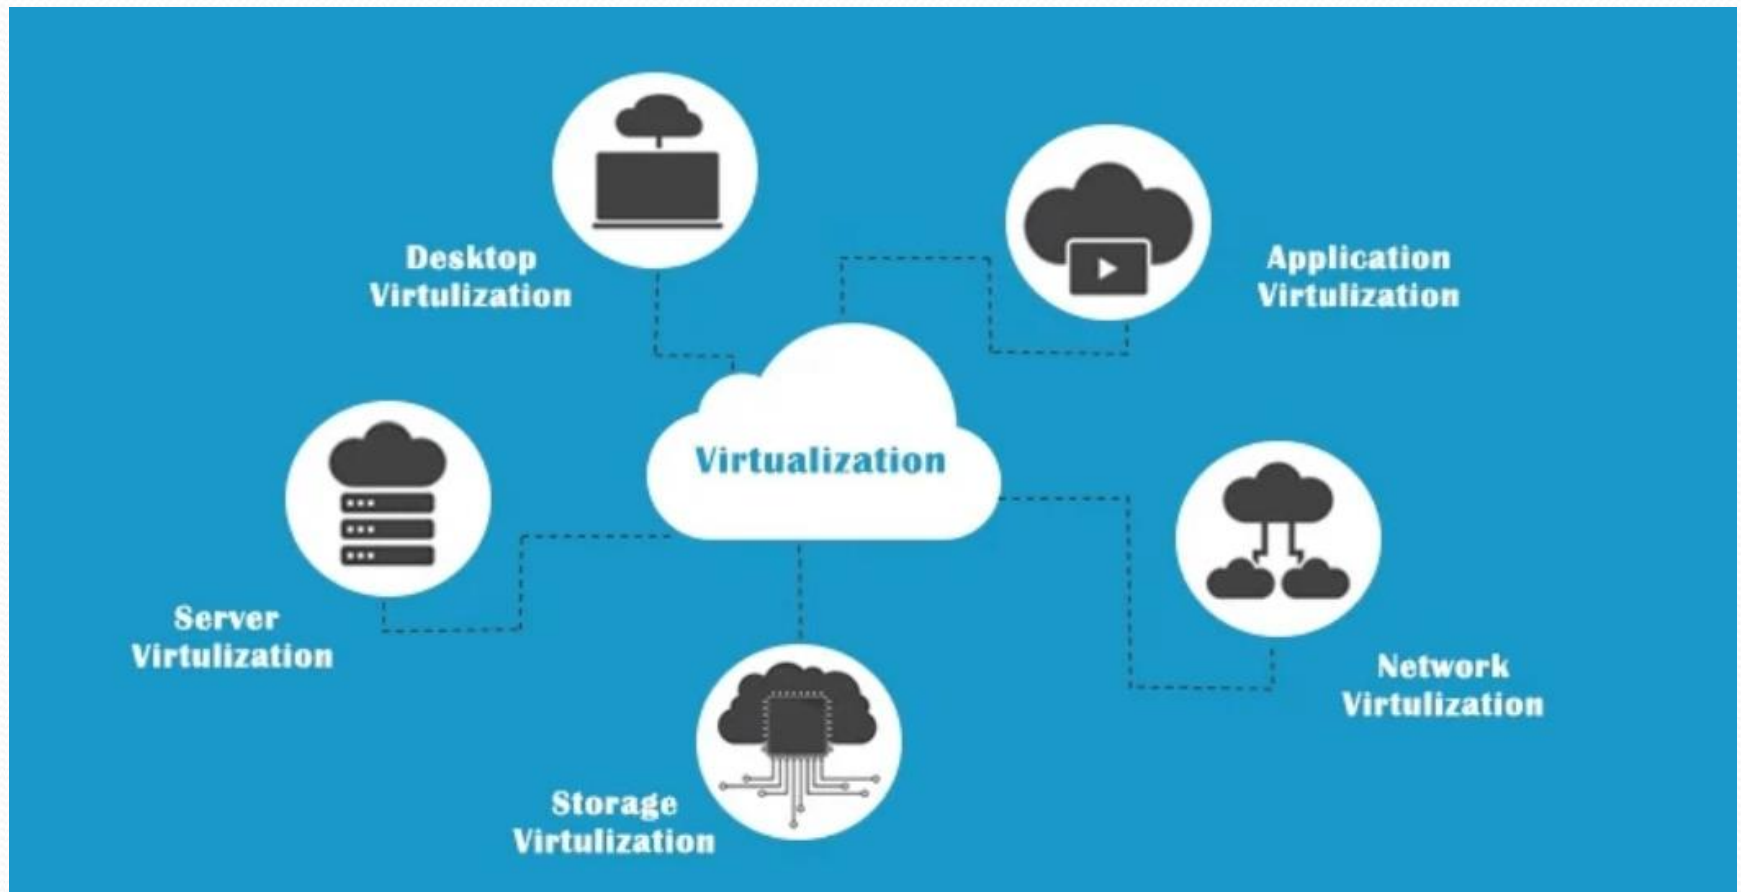 Desktop
Virtulization
Application
Virtulization
Virtualization
Server
Virtulization
Network
Virtulization
Storage
Virtulization